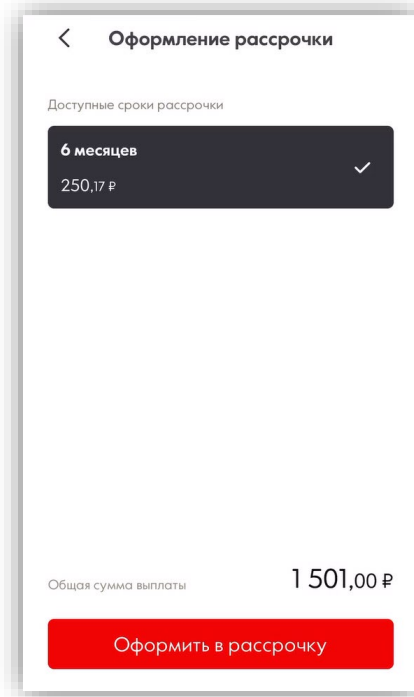 Оформление рассрочки
Доступные сроки рассрочки
6 месяцев
250,17 ₽
Общая сумма выплаты 1 501,00 ₽
Оформить в рассрочку